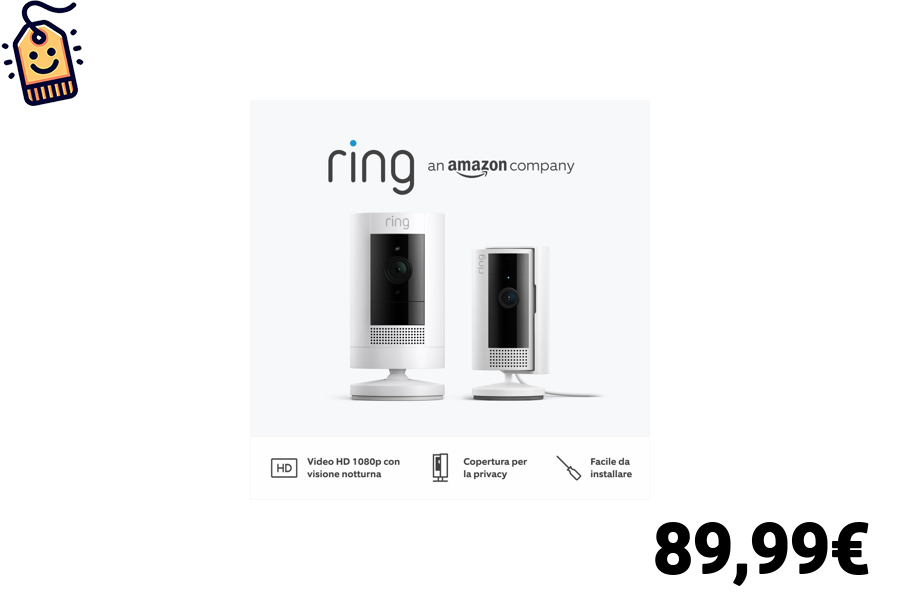 ring an amazon company
ring
ring
HD
Video HD 1080p con
visione notturna
Copertura per
la privacy
Facile da
installare
89,99€